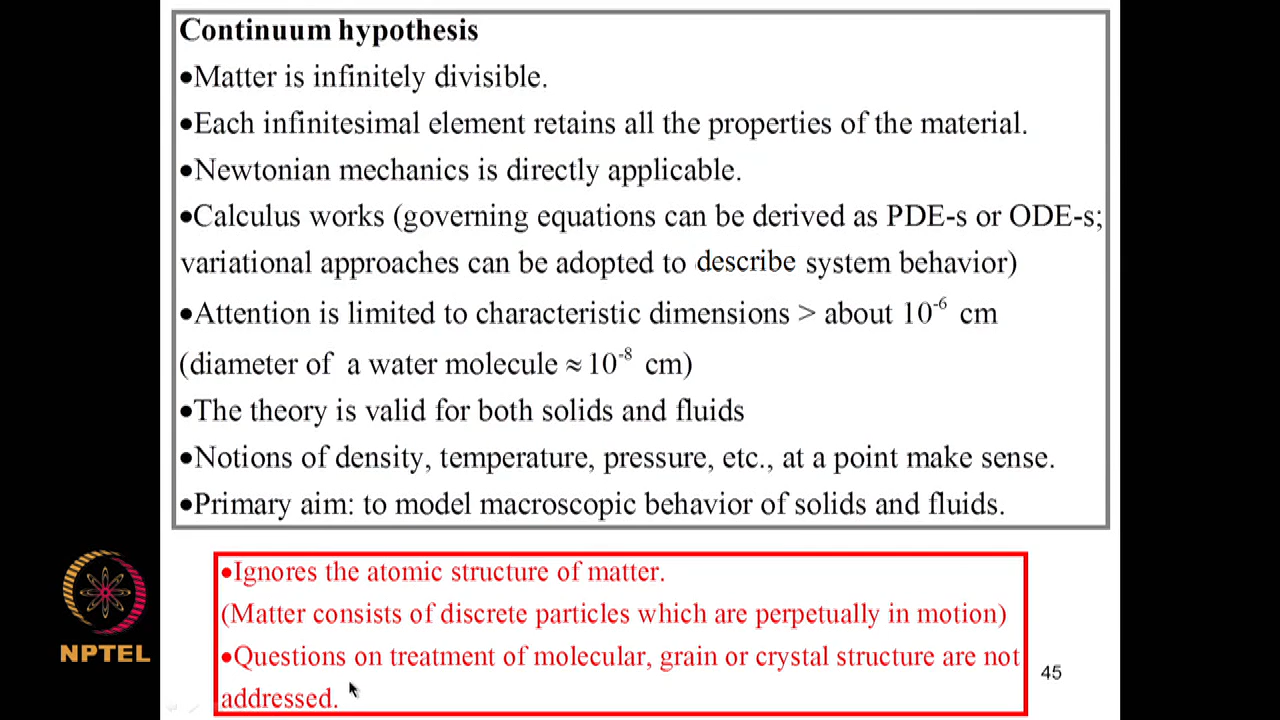 Continuum hypothesis
•Matter is infinitely divisible.
•Each infinitesimal element retains all the properties of the material.
•Newtonian mechanics is directly applicable.
•Calculus works (governing equations can be derived as PDE-s or ODE-s;
variational approaches can be adopted to describe system behavior)
•Attention is limited to characteristic dimensions > about 10⁻⁶ cm
(diameter of a water molecule ≈ 10⁻⁸ cm)
•The theory is valid for both solids and fluids
•Notions of density, temperature, pressure, etc., at a point make sense.
•Primary aim: to model macroscopic behavior of solids and fluids.
•Ignores the atomic structure of matter.
(Matter consists of discrete particles which are perpetually in motion)
•Questions on treatment of molecular, grain or crystal structure are not
addressed.
45
NPTEL